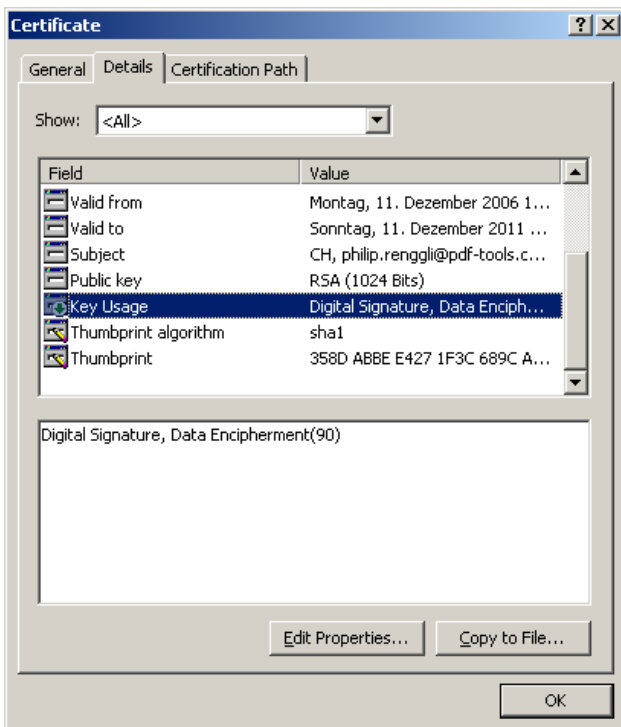 Certificate
General Details Certification Path
Show: <All>
Field Value
Valid from Montag, 11. Dezember 2006 1...
Valid to Sonntag, 11. Dezember 2011 ...
Subject CH, philip.renggli@pdf-tools.c...
Public key RSA (1024 Bits)
Key Usage Digital Signature, Data Enciph...
Thumbprint algorithm sha1
Thumbprint 358D ABBE E427 1F3C 689C A...
Digital Signature, Data Encipherment(90)
Edit Properties... Copy to File...
OK